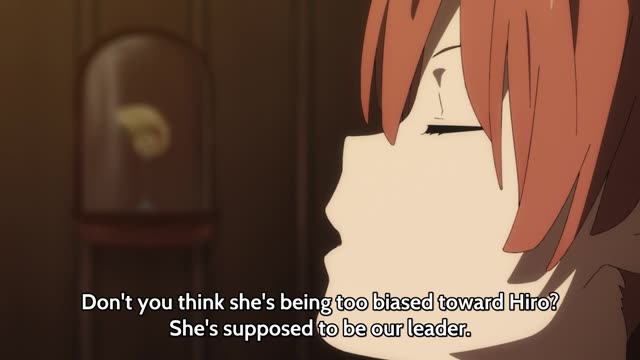 Don't you think she's being too biased toward Hiro?
She's supposed to be our leader.